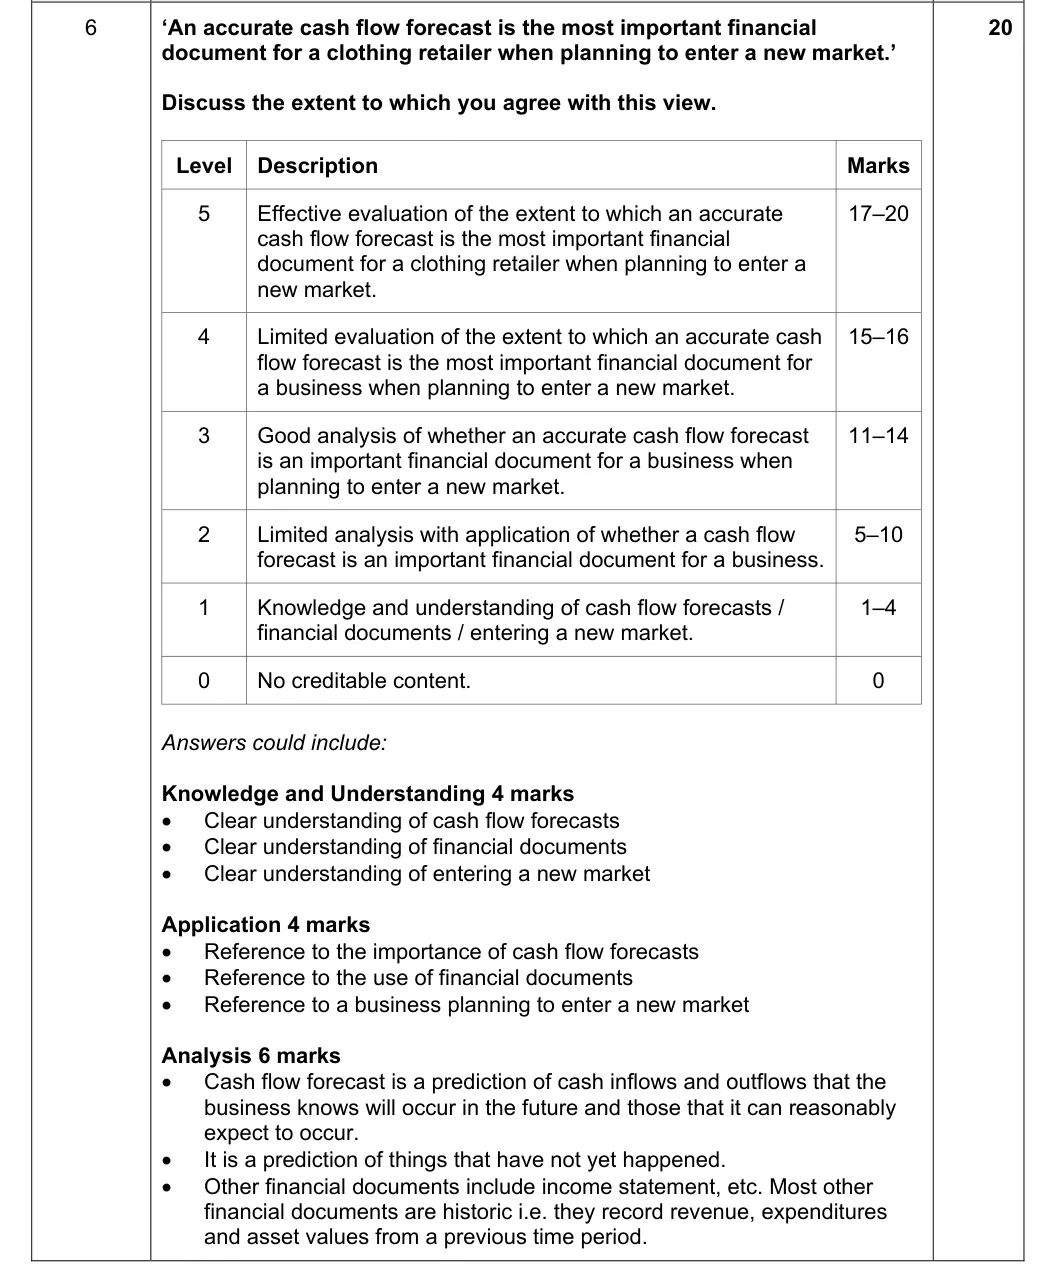 6
‘An accurate cash flow forecast is the most important financial
document for a clothing retailer when planning to enter a new market.’
20
Discuss the extent to which you agree with this view.
Level Description Marks
5 Effective evaluation of the extent to which an accurate 17–20
cash flow forecast is the most important financial
document for a clothing retailer when planning to enter a
new market.
4 Limited evaluation of the extent to which an accurate cash 15–16
flow forecast is the most important financial document for
a business when planning to enter a new market.
3 Good analysis of whether an accurate cash flow forecast 11–14
is an important financial document for a business when
planning to enter a new market.
2 Limited analysis with application of whether a cash flow 5–10
forecast is an important financial document for a business.
1 Knowledge and understanding of cash flow forecasts / 1–4
financial documents / entering a new market.
0 No creditable content. 0
Answers could include:
Knowledge and Understanding 4 marks
• Clear understanding of cash flow forecasts
• Clear understanding of financial documents
• Clear understanding of entering a new market
Application 4 marks
• Reference to the importance of cash flow forecasts
• Reference to the use of financial documents
• Reference to a business planning to enter a new market
Analysis 6 marks
• Cash flow forecast is a prediction of cash inflows and outflows that the
business knows will occur in the future and those that it can reasonably
expect to occur.
• It is a prediction of things that have not yet happened.
• Other financial documents include income statement, etc. Most other
financial documents are historic i.e. they record revenue, expenditures
and asset values from a previous time period.